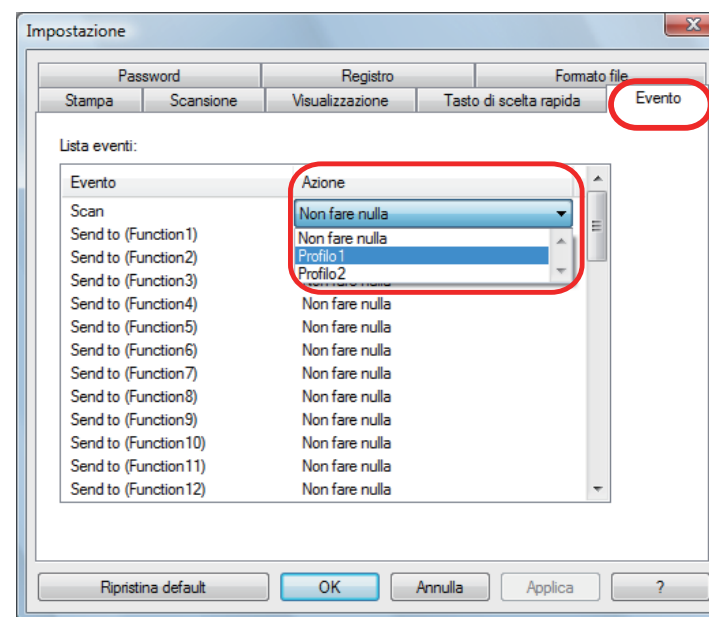 Impostazione
Password Registro Formato file
Stampa Scansione Visualizzazione Tasto di scelta rapida Evento
Lista eventi:
Evento Azione
Scan Non fare nulla
Non fare nulla
Profilo1
Profilo2
Send to (Function1)
Send to (Function2)
Send to (Function3) Non fare nulla
Send to (Function4) Non fare nulla
Send to (Function5) Non fare nulla
Send to (Function6) Non fare nulla
Send to (Function7) Non fare nulla
Send to (Function8) Non fare nulla
Send to (Function9) Non fare nulla
Send to (Function10) Non fare nulla
Send to (Function11) Non fare nulla
Send to (Function12) Non fare nulla
Ripristina default OK Annulla Applica ?